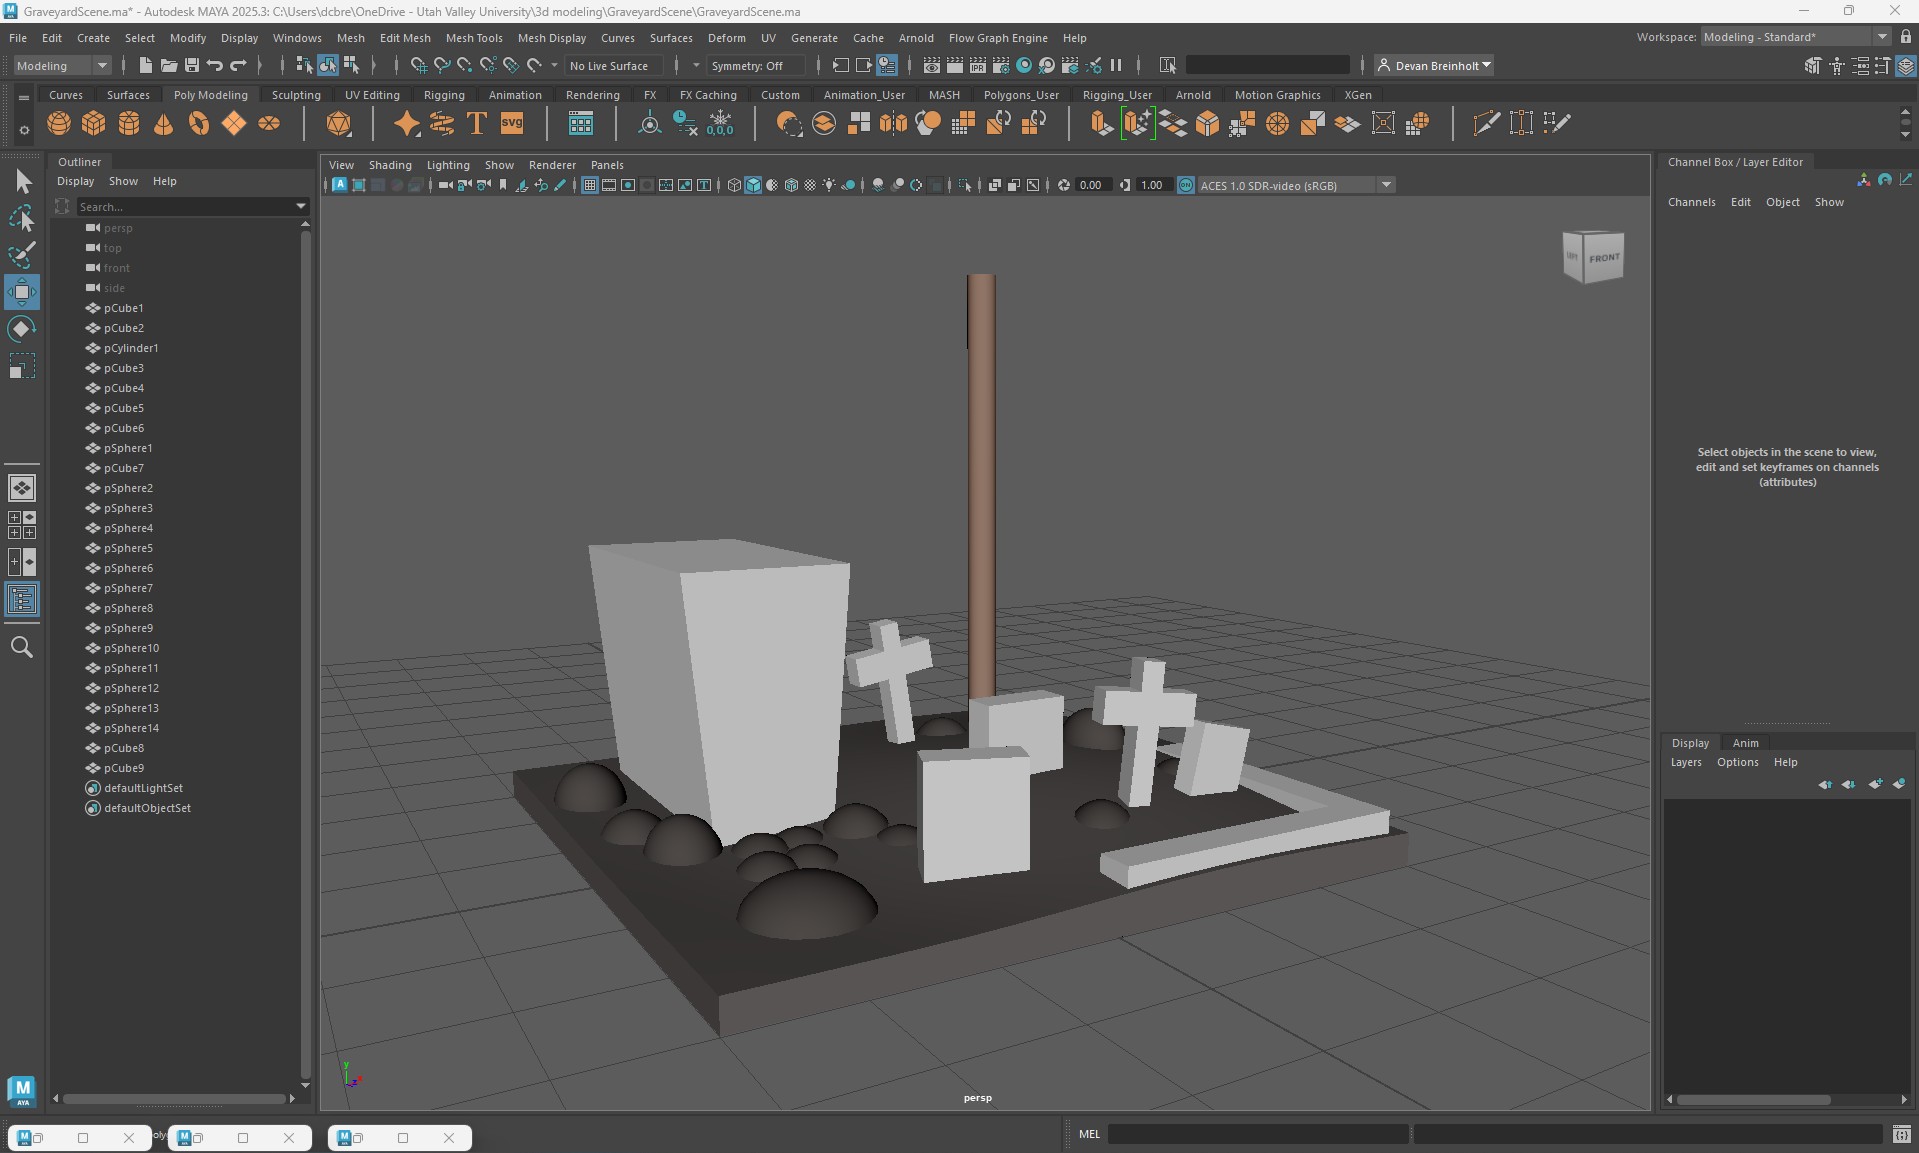 GraveyardScene.ma* - Autodesk MAYA 2025.3: C:\Users\dcbre\OneDrive - Utah Valley University\3d modeling\GraveyardScene\GraveyardScene.ma
File Edit Create Select Modify Display Windows Mesh Edit Mesh Mesh Tools Mesh Display Curves Surfaces Deform UV Generate Cache Arnold Flow Graph Engine Help
Workspace: Modeling - Standard*
Modeling No Live Surface Symmetry: Off IPR Devan Breinholt
Curves Surfaces Poly Modeling Sculpting UV Editing Rigging Animation Rendering FX FX Caching Custom Animation_User MASH Polygons_User Rigging_User Arnold Motion Graphics XGen
T svg 0,0,0
Outliner
Display Show Help
Search...
persp
top
front
side
pCube1
pCube2
pCylinder1
pCube3
pCube4
pCube5
pCube6
pSphere1
pCube7
pSphere2
pSphere3
pSphere4
pSphere5
pSphere6
pSphere7
pSphere8
pSphere9
pSphere10
pSphere11
pSphere12
pSphere13
pSphere14
pCube8
pCube9
defaultLightSet
defaultObjectSet
View Shading Lighting Show Renderer Panels
A T 0.00 1.00 ON ACES 1.0 SDR-video (sRGB)
FRONT
y
persp
Channel Box / Layer Editor
Channels Edit Object Show
Select objects in the scene to view,
edit and set keyframes on channels
(attributes)
Display Anim
Layers Options Help
M
AYA
M
M
M
MEL